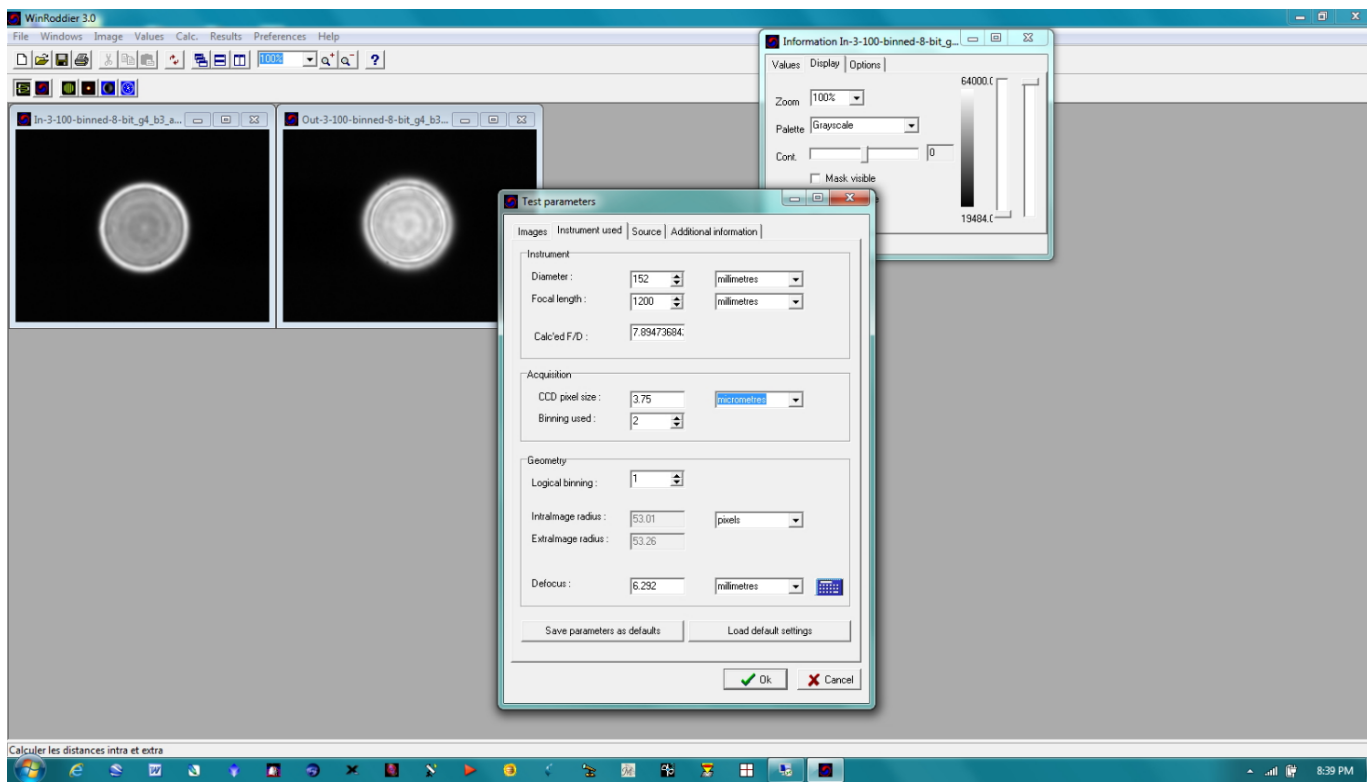 WinRoddier 3.0
File Windows Image Values Calc. Results Preferences Help
100%
In-3-100-binned-8-bit_g4_b3_a...
Out-3-100-binned-8-bit_g4_b3...
Information In-3-100-binned-8-bit_g...
Values Display Options
64000.(
Zoom 100%
Palette Grayscale
Cont. 0
Mask visible
19484.(
Test parameters
Images Instrument used Source Additional information
Instrument
Diameter : 152 millimetres
Focal length : 1200 millimetres
Calc'ed F/D : 7.89473684
Acquisition
CCD pixel size : 3.75 micrometres
Binning used : 2
Geometry
Logical binning : 1
IntraImage radius : 53.01 pixels
ExtraImage radius : 53.26
Defocus : 6.292 millimetres
Save parameters as defaults Load default settings
Ok Cancel
Calculer les distances intra et extra
8:39 PM